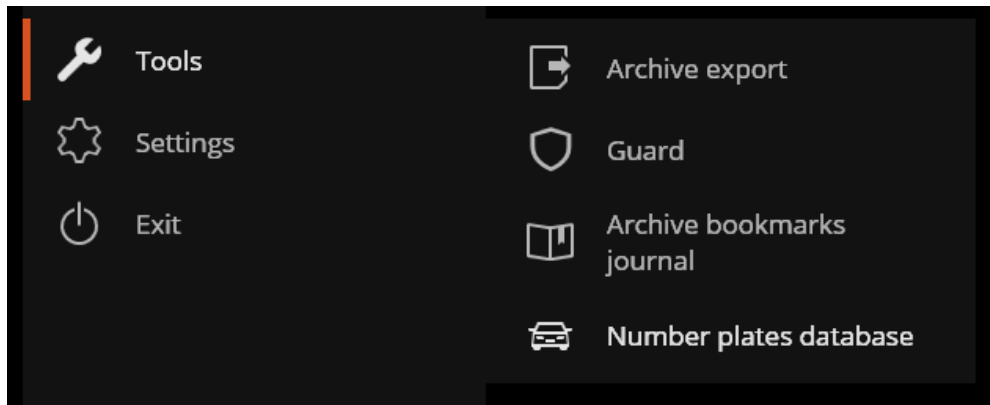 Tools
Settings
Exit
Archive export
Guard
Archive bookmarks
journal
Number plates database